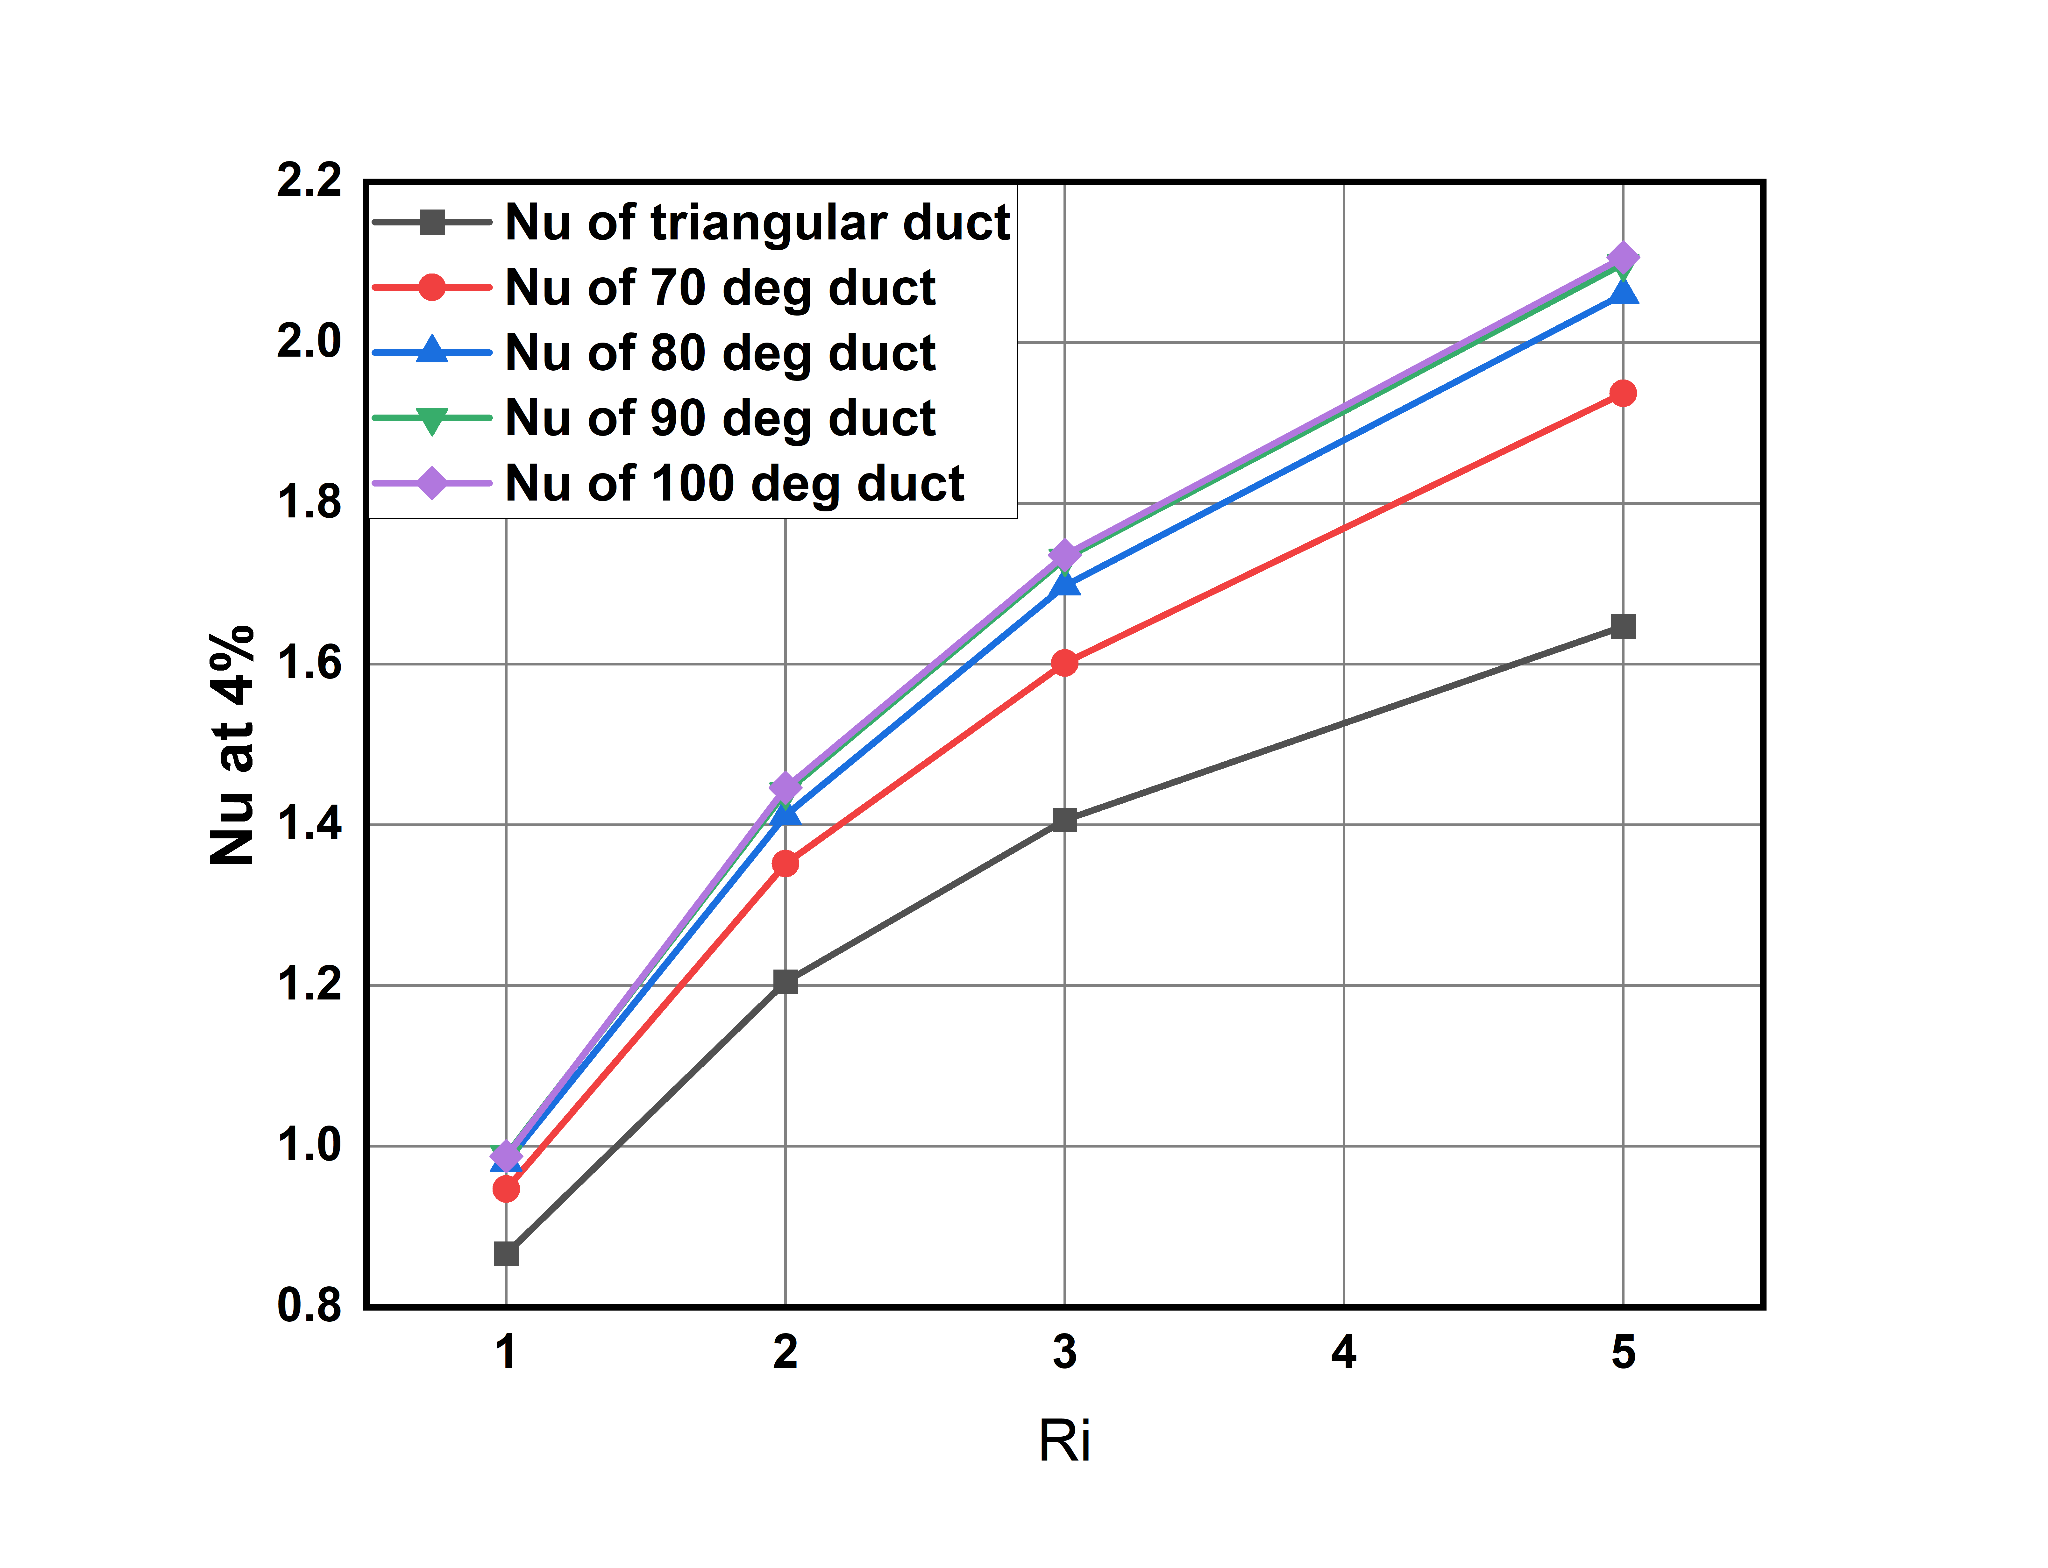 2.2
2.0
1.8
1.6
1.4
1.2
1.0
0.8
Nu at 4%
Nu of triangular duct
Nu of 70 deg duct
Nu of 80 deg duct
Nu of 90 deg duct
Nu of 100 deg duct
1 2 3 4 5
Ri